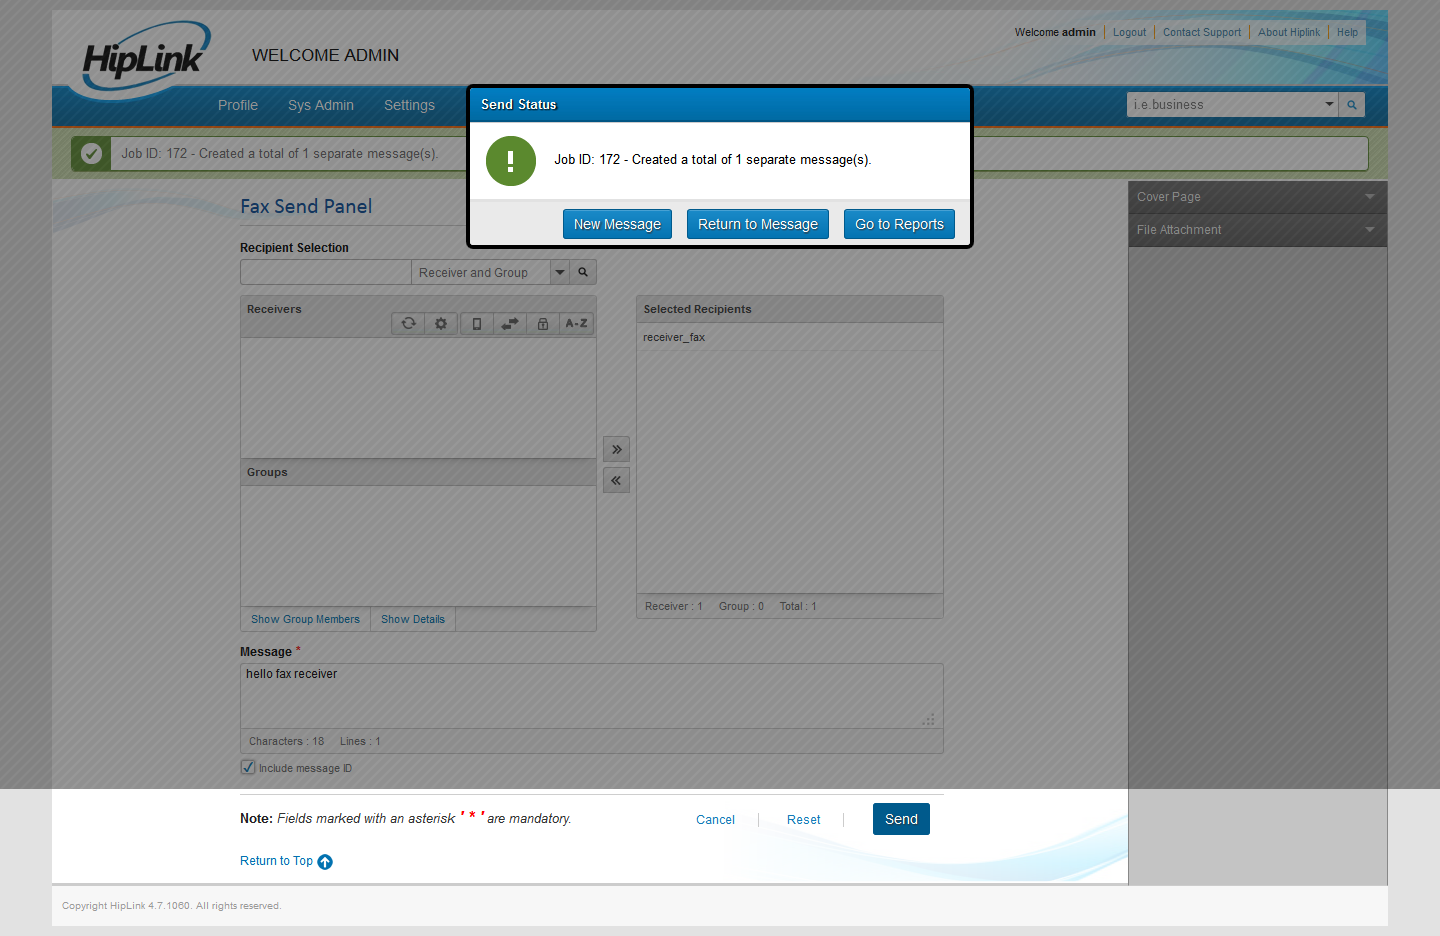 HipLink
WELCOME ADMIN
Welcome admin Logout Contact Support About Hiplink Help
Profile Sys Admin Settings
i.e.business
Job ID: 172 - Created a total of 1 separate message(s).
Send Status
Job ID: 172 - Created a total of 1 separate message(s).
New Message Return to Message Go to Reports
Fax Send Panel
Cover Page
File Attachment
Recipient Selection
Receiver and Group
Receivers
A-Z
Selected Recipients
receiver_fax
Groups
Receiver : 1 Group : 0 Total : 1
Show Group Members Show Details
Message *
hello fax receiver
Characters : 18 Lines : 1
Include message ID
Note: Fields marked with an asterisk ' * ' are mandatory.
Cancel Reset Send
Return to Top
Copyright HipLink 4.7.1060. All rights reserved.